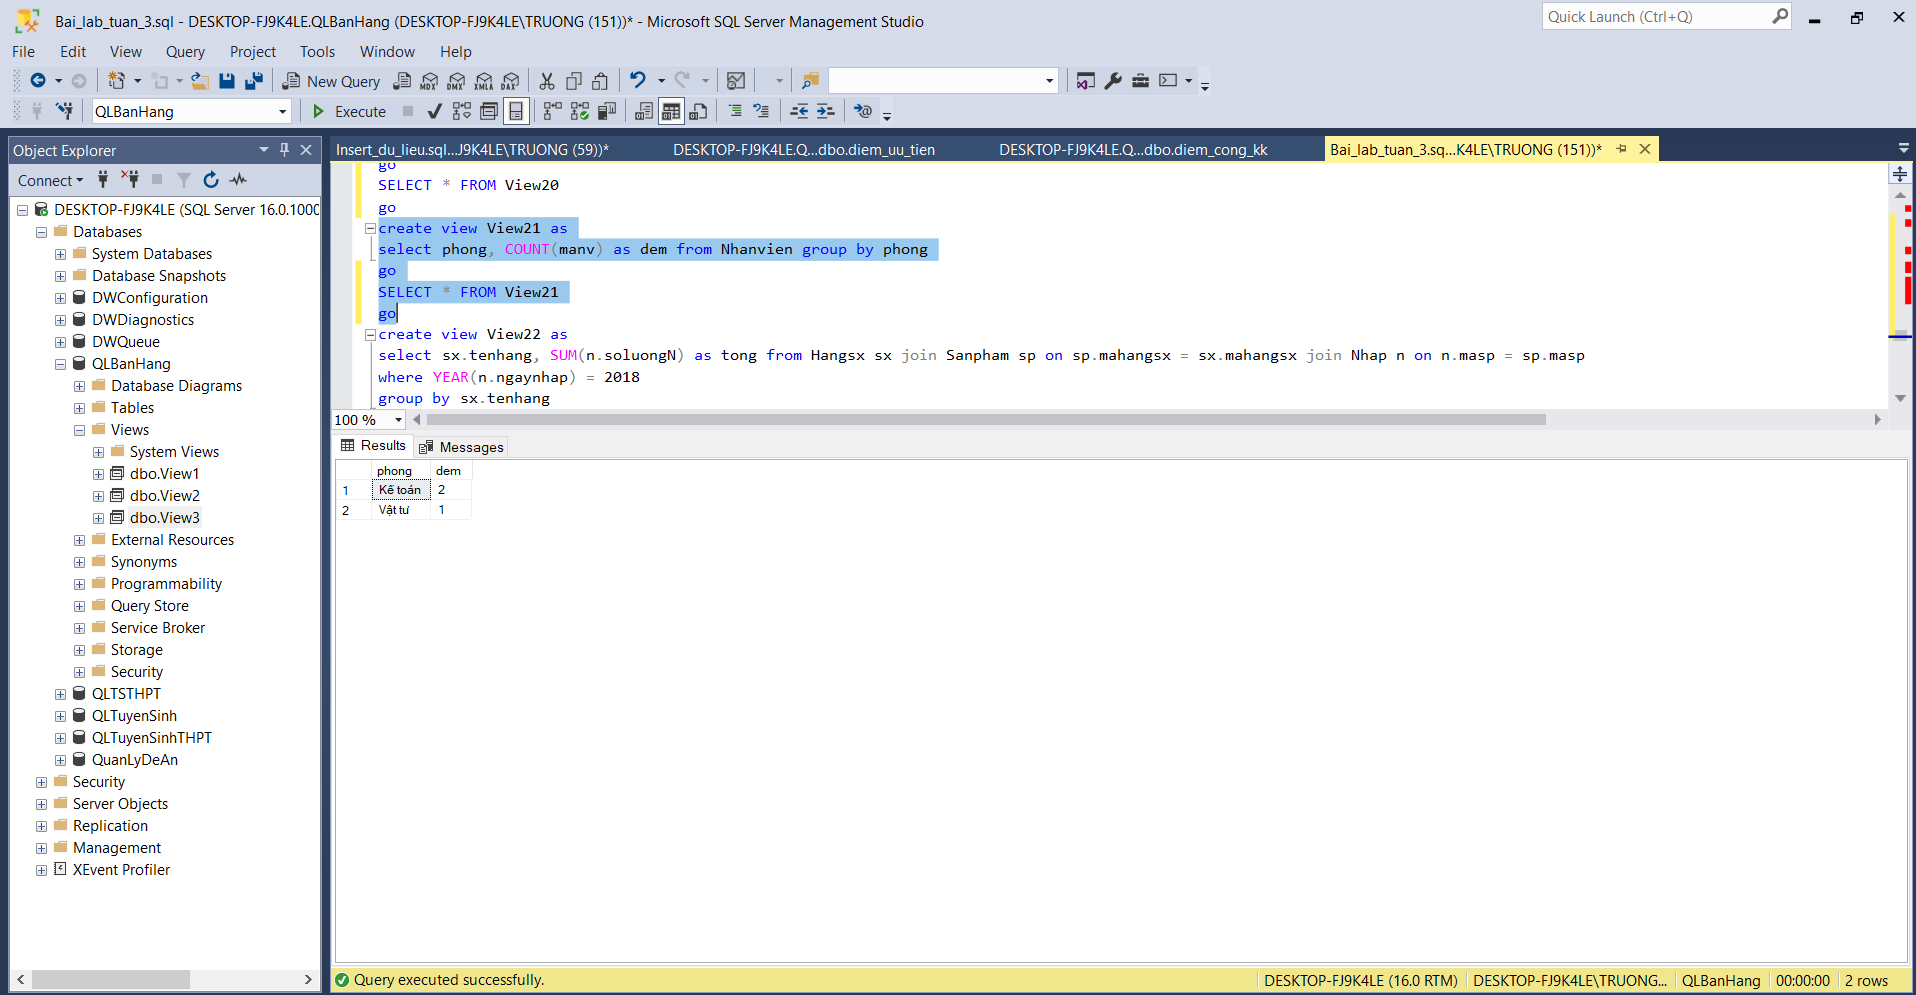 Bai_lab_tuan_3.sql - DESKTOP-FJ9K4LE.QLBanHang (DESKTOP-FJ9K4LE\TRUONG (151))* - Microsoft SQL Server Management Studio
Quick Launch (Ctrl+Q)
File Edit View Query Project Tools Window Help
New Query MDX DMX XMLA DAX
QLBanHang Execute
Object Explorer
Connect
DESKTOP-FJ9K4LE (SQL Server 16.0.1000
Databases
System Databases
Database Snapshots
DWConfiguration
DWDiagnostics
DWQueue
QLBanHang
Database Diagrams
Tables
Views
System Views
dbo.View1
dbo.View2
dbo.View3
External Resources
Synonyms
Programmability
Query Store
Service Broker
Storage
Security
QLTSTHPT
QLTuyenSinh
QLTuyenSinhTHPT
QuanLyDeAn
Security
Server Objects
Replication
Management
XEvent Profiler
Insert_du_lieu.sql...J9K4LE\TRUONG (59))* DESKTOP-FJ9K4LE.Q...dbo.diem_uu_tien DESKTOP-FJ9K4LE.Q...dbo.diem_cong_kk Bai_lab_tuan_3.sq...K4LE\TRUONG (151))*
go
SELECT * FROM View20
go
create view View21 as
select phong, COUNT(manv) as dem from Nhanvien group by phong
go
SELECT * FROM View21
go
create view View22 as
select sx.tenhang, SUM(n.soluongN) as tong from Hangsx sx join Sanpham sp on sp.mahangsx = sx.mahangsx join Nhap n on n.masp = sp.masp
where YEAR(n.ngaynhap) = 2018
group by sx.tenhang
100 %
Results Messages
phong dem
1 Kế toán 2
2 Vật tư 1
Query executed successfully. DESKTOP-FJ9K4LE (16.0 RTM) DESKTOP-FJ9K4LE\TRUONG... QLBanHang 00:00:00 2 rows